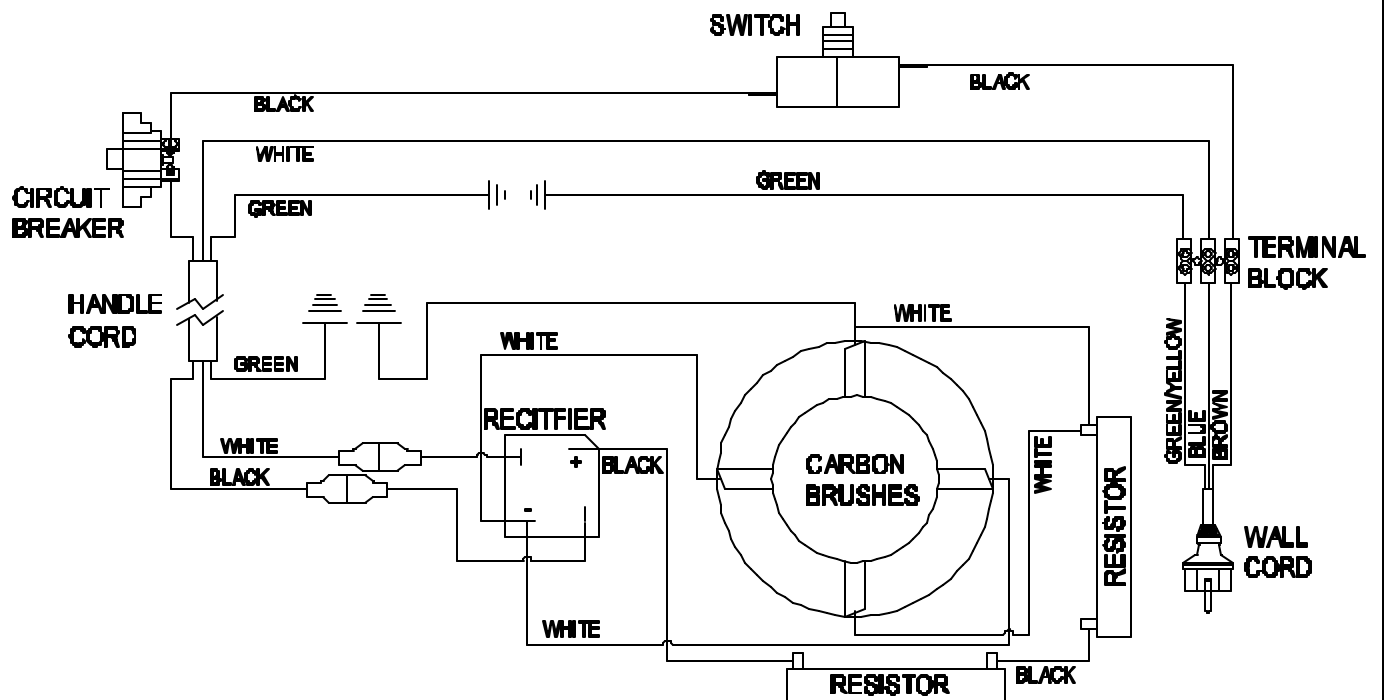 SWITCH
BLACK
BLACK
WHITE
GREEN
GREEN
CIRCUIT
BREAKER
TERMINAL
BLOCK
HANDLE
CORD
WHITE
WHITE
GREEN
GREEN/YELLOW
BLUE
BROWN
RECITFIER
WHITE
+
BLACK
BLACK
CARBON
BRUSHES
WHITE
RESISTOR
-
WALL
CORD
WHITE
BLACK
RESISTOR